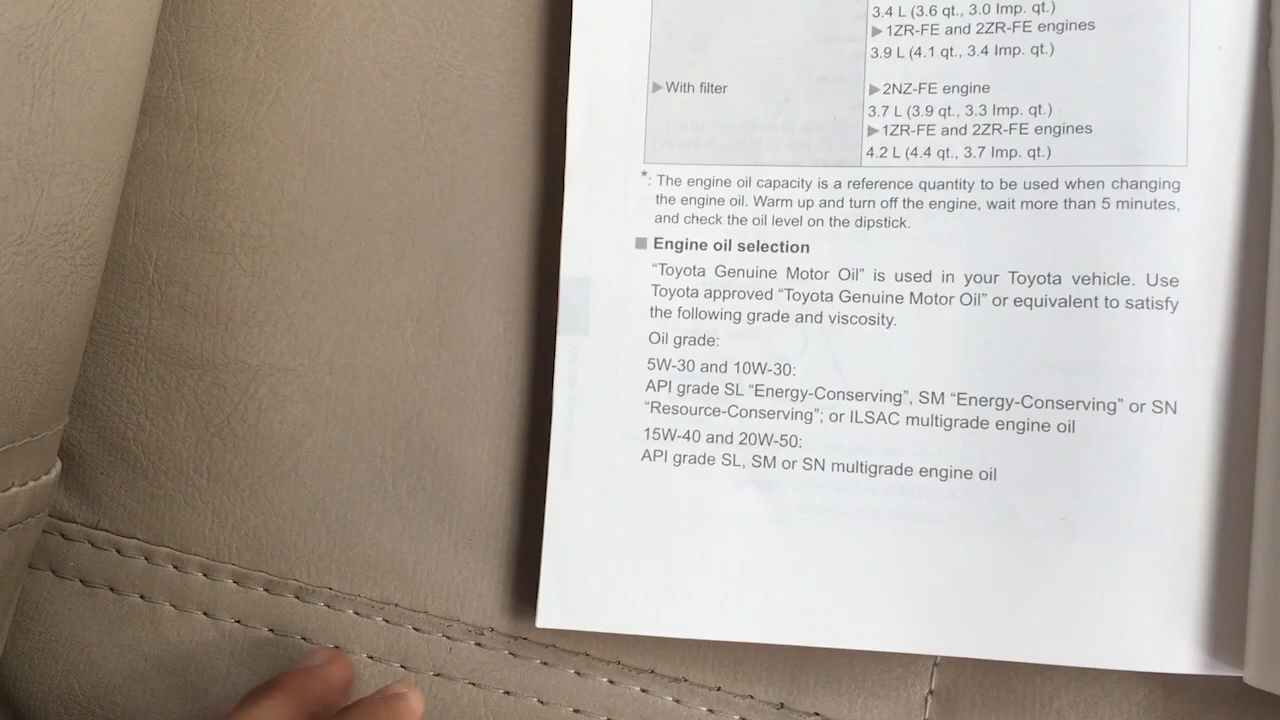 3.4 L (3.6 qt., 3.0 Imp. qt.)
▶1ZR-FE and 2ZR-FE engines
3.9 L (4.1 qt., 3.4 Imp. qt.)
▶With filter
▶2NZ-FE engine
3.7 L (3.9 qt., 3.3 Imp. qt.)
▶1ZR-FE and 2ZR-FE engines
4.2 L (4.4 qt., 3.7 Imp. qt.)
*: The engine oil capacity is a reference quantity to be used when changing
the engine oil. Warm up and turn off the engine, wait more than 5 minutes,
and check the oil level on the dipstick.
■ Engine oil selection
“Toyota Genuine Motor Oil” is used in your Toyota vehicle. Use
Toyota approved “Toyota Genuine Motor Oil” or equivalent to satisfy
the following grade and viscosity.
Oil grade:
5W-30 and 10W-30:
API grade SL “Energy-Conserving”, SM “Energy-Conserving” or SN
“Resource-Conserving”; or ILSAC multigrade engine oil
15W-40 and 20W-50:
API grade SL, SM or SN multigrade engine oil